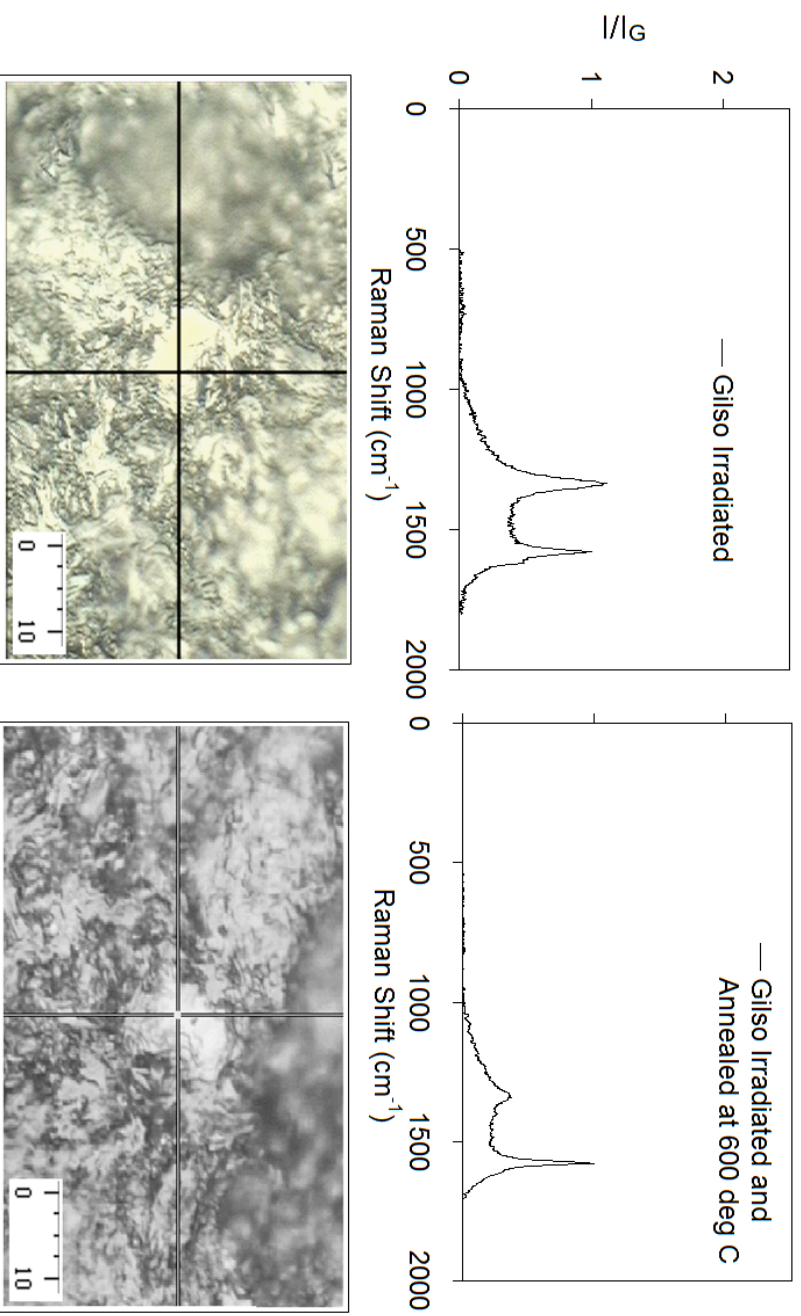 I/IG
2
1
0
0
500
1000
1500
2000
Raman Shift (cm-1)
Gilso Irradiated
0
500
1000
1500
2000
Raman Shift (cm-1)
Gilso Irradiated and
Annealed at 600 deg C
0 10
0 10